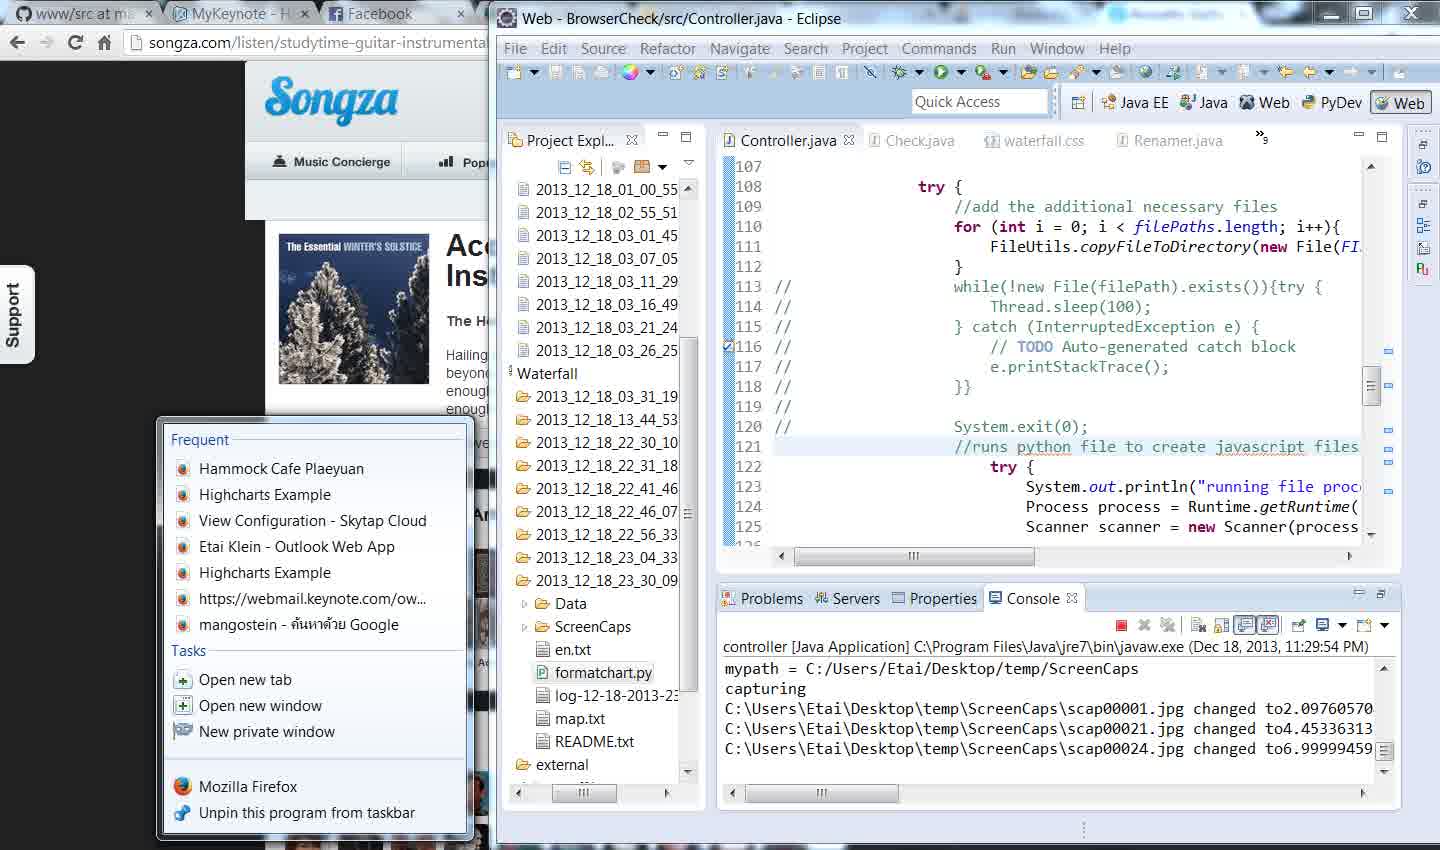 www/src at ma
MyKeynote - H
Facebook
songza.com/listen/studytime-guitar-instrumental
Songza
Music Concierge
Popu
Support
The Essential WINTER'S SOLSTICE
Aco
Ins
The Ho
Hailing
beyond
enough
enough
Frequent
Hammock Cafe Plaeyuan
Highcharts Example
View Configuration - Skytap Cloud
Etai Klein - Outlook Web App
Highcharts Example
https://webmail.keynote.com/ow...
mangostein - ค้นหาด้วย Google
Tasks
Open new tab
Open new window
New private window
Mozilla Firefox
Unpin this program from taskbar
Web - BrowserCheck/src/Controller.java - Eclipse
File Edit Source Refactor Navigate Search Project Commands Run Window Help
Quick Access
Java EE Java Web PyDev Web
Project Expl...
2013_12_18_01_00_55
2013_12_18_02_55_51
2013_12_18_03_01_45
2013_12_18_03_07_05
2013_12_18_03_11_29
2013_12_18_03_16_49
2013_12_18_03_21_24
2013_12_18_03_26_25
Waterfall
2013_12_18_03_31_19
2013_12_18_13_44_53
2013_12_18_22_30_10
2013_12_18_22_31_18
2013_12_18_22_41_46
2013_12_18_22_46_07
2013_12_18_22_56_33
2013_12_18_23_04_33
2013_12_18_23_30_09
Data
ScreenCaps
en.txt
formatchart.py
log-12-18-2013-23
map.txt
README.txt
external
Controller.java Check.java waterfall.css Renamer.java »9
107
108 try {
109 //add the additional necessary files
110 for (int i = 0; i < filePaths.length; i++){
111 FileUtils.copyFileToDirectory(new File(FI
112 }
113 // while(!new File(filePath).exists()){try {
114 // Thread.sleep(100);
115 // } catch (InterruptedException e) {
116 // // TODO Auto-generated catch block
117 // e.printStackTrace();
118 // }}
119 //
120 // System.exit(0);
121 //runs python file to create javascript files
122 try {
123 System.out.println("running file proc
124 Process process = Runtime.getRuntime(
125 Scanner scanner = new Scanner(process
126
Problems Servers Properties Console
controller [Java Application] C:\Program Files\Java\jre7\bin\javaw.exe (Dec 18, 2013, 11:29:54 PM)
mypath = C:/Users/Etai/Desktop/temp/ScreenCaps
capturing
C:\Users\Etai\Desktop\temp\ScreenCaps\scap00001.jpg changed to2.0976057
C:\Users\Etai\Desktop\temp\ScreenCaps\scap00021.jpg changed to4.45336313
C:\Users\Etai\Desktop\temp\ScreenCaps\scap00024.jpg changed to6.99999459